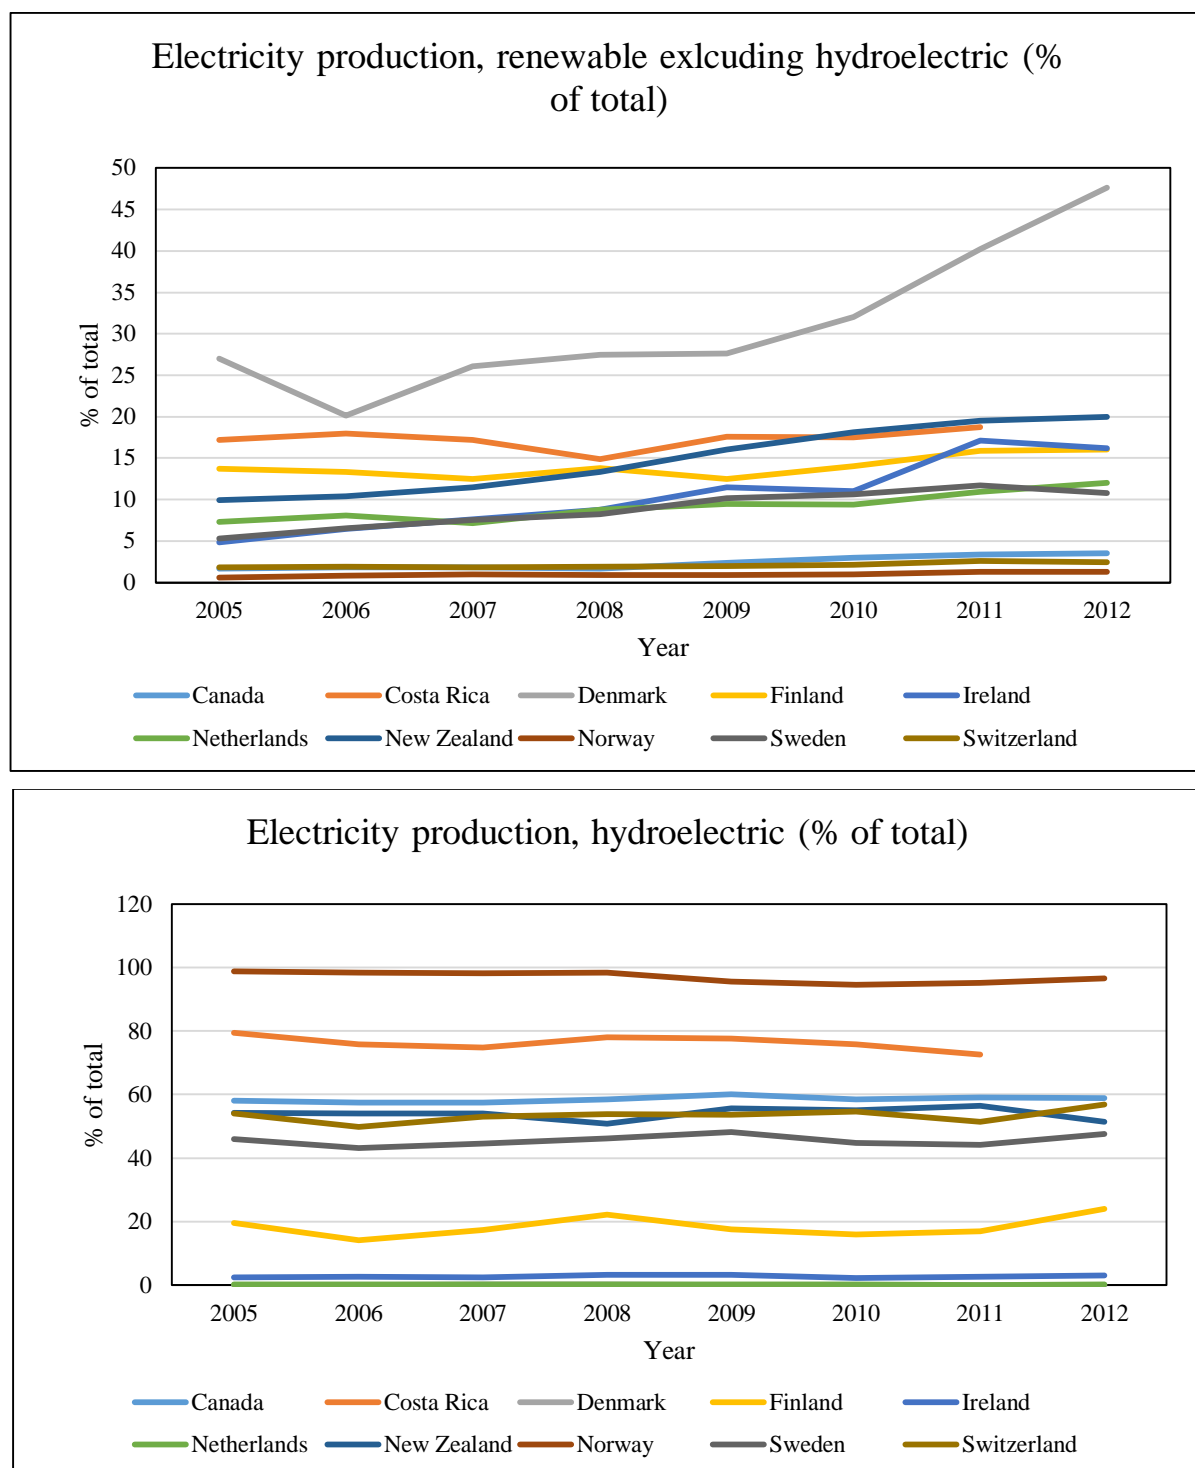 Electricity production, renewable exlcuding hydroelectric (%
of total)
50
45
40
35
30
25
20
15
10
5
0
% of total
2005 2006 2007 2008 2009 2010 2011 2012
Year
Canada Costa Rica Denmark Finland Ireland
Netherlands New Zealand Norway Sweden Switzerland
Electricity production, hydroelectric (% of total)
120
100
80
60
40
20
0
% of total
2005 2006 2007 2008 2009 2010 2011 2012
Year
Canada Costa Rica Denmark Finland Ireland
Netherlands New Zealand Norway Sweden Switzerland